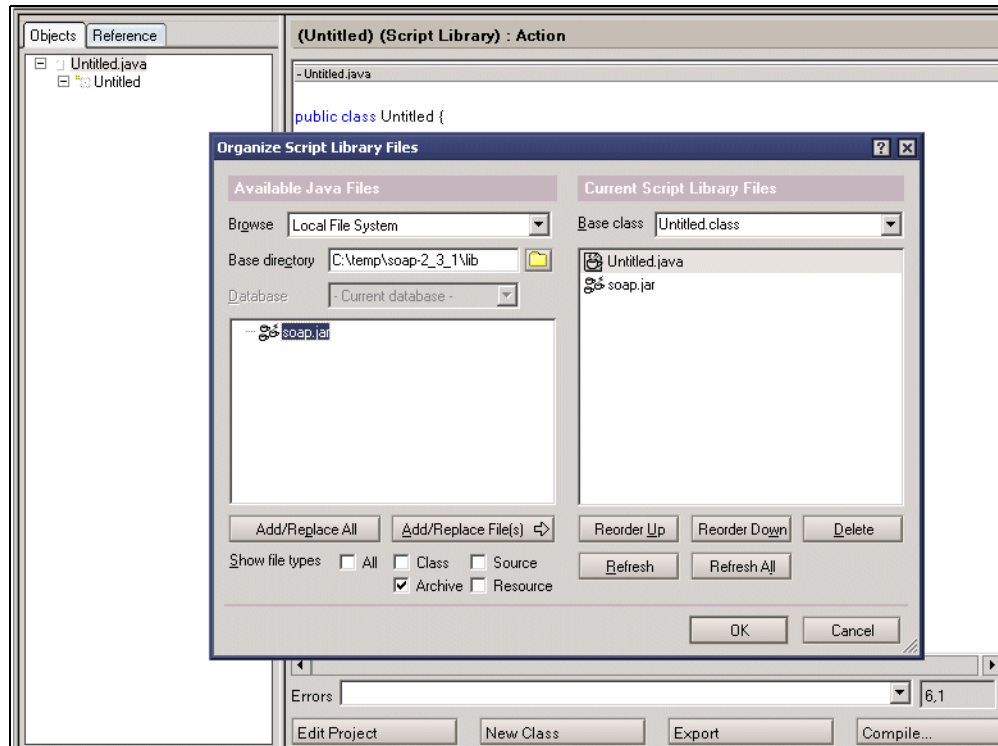 Objects Reference
(Untitled) (Script Library) : Action
Untitled.java
Untitled
- Untitled.java
public class Untitled {
Organize Script Library Files
Available Java Files
Current Script Library Files
Browse Local File System
Base class Untitled.class
Base directory C:\temp\soap-2_3_1\lib
Database - Current database -
Untitled.java
soap.jar
soap.jar
Add/Replace All Add/Replace File(s)
Reorder Up Reorder Down Delete
Show file types All Class Source
Archive Resource
Refresh Refresh All
OK Cancel
Errors 6,1
Edit Project New Class Export Compile...